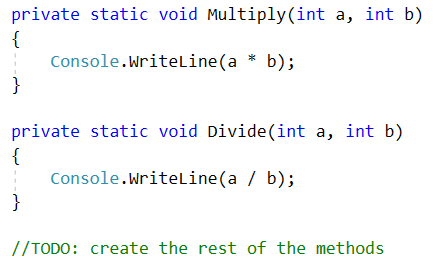 private static void Multiply(int a, int b)
{
    Console.WriteLine(a * b);
}

private static void Divide(int a, int b)
{
    Console.WriteLine(a / b);
}

//TODO: create the rest of the methods